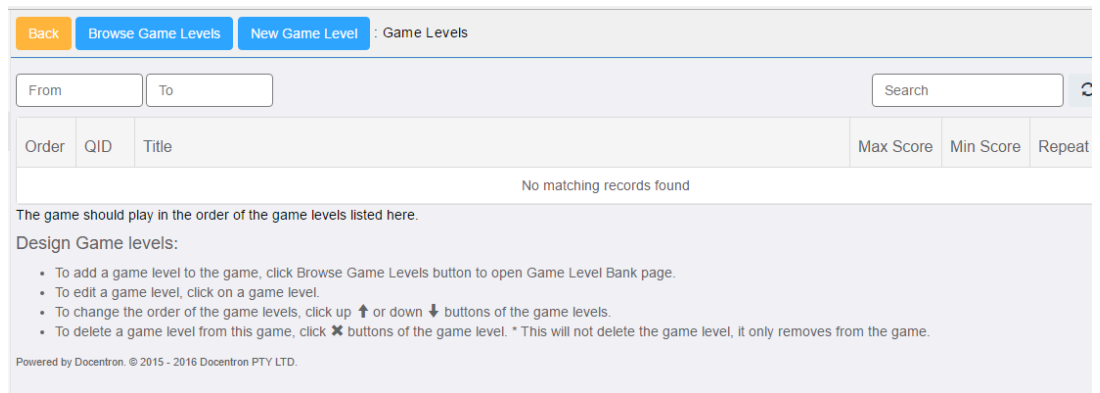 Back Browse Game Levels New Game Level : Game Levels
From To Search
Order QID Title Max Score Min Score Repeat
No matching records found
The game should play in the order of the game levels listed here.
Design Game levels:
• To add a game level to the game, click Browse Game Levels button to open Game Level Bank page.
• To edit a game level, click on a game level.
• To change the order of the game levels, click up ⬆ or down ⬇ buttons of the game levels.
• To delete a game level from this game, click ✖ buttons of the game level. * This will not delete the game level, it only removes from the game.
Powered by Docentron. © 2015 - 2016 Docentron PTY LTD.